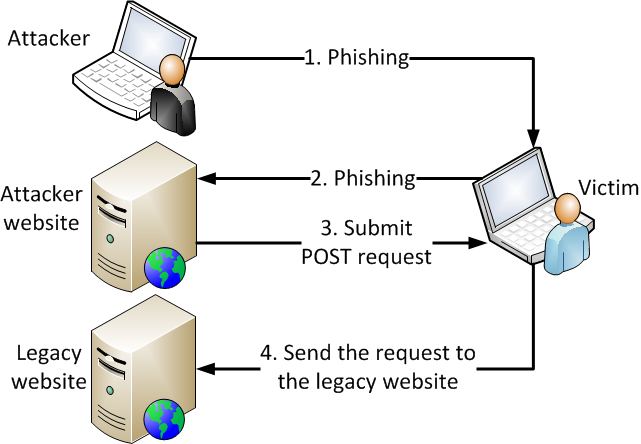 Attacker
1. Phishing
Attacker
website
2. Phishing
Victim
3. Submit
POST request
Legacy
website
4. Send the request to
the legacy website